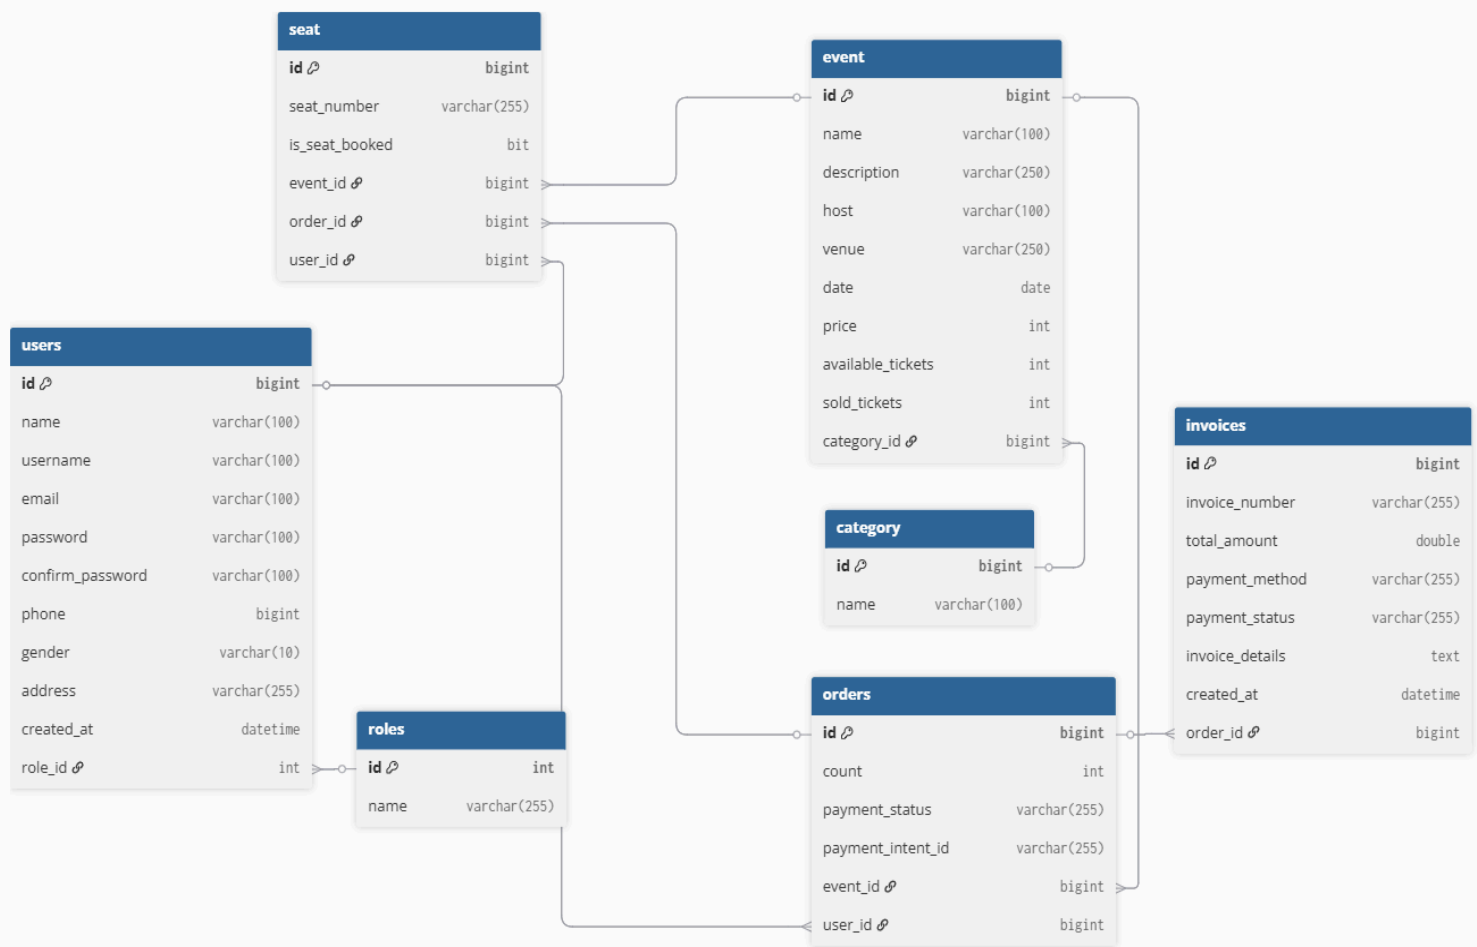 seat
id bigint
seat_number varchar(255)
is_seat_booked bit
event_id bigint
order_id bigint
user_id bigint
event
id bigint
name varchar(100)
description varchar(250)
host varchar(100)
venue varchar(250)
date date
price int
available_tickets int
sold_tickets int
category_id bigint
users
id bigint
name varchar(100)
username varchar(100)
email varchar(100)
password varchar(100)
confirm_password varchar(100)
phone bigint
gender varchar(10)
address varchar(255)
created_at datetime
role_id int
roles
id int
name varchar(255)
category
id bigint
name varchar(100)
orders
id bigint
count int
payment_status varchar(255)
payment_intent_id varchar(255)
event_id bigint
user_id bigint
invoices
id bigint
invoice_number varchar(255)
total_amount double
payment_method varchar(255)
payment_status varchar(255)
invoice_details text
created_at datetime
order_id bigint